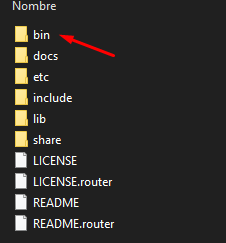 Nombre
bin
docs
etc
include
lib
share
LICENSE
LICENSE.router
README
README.router